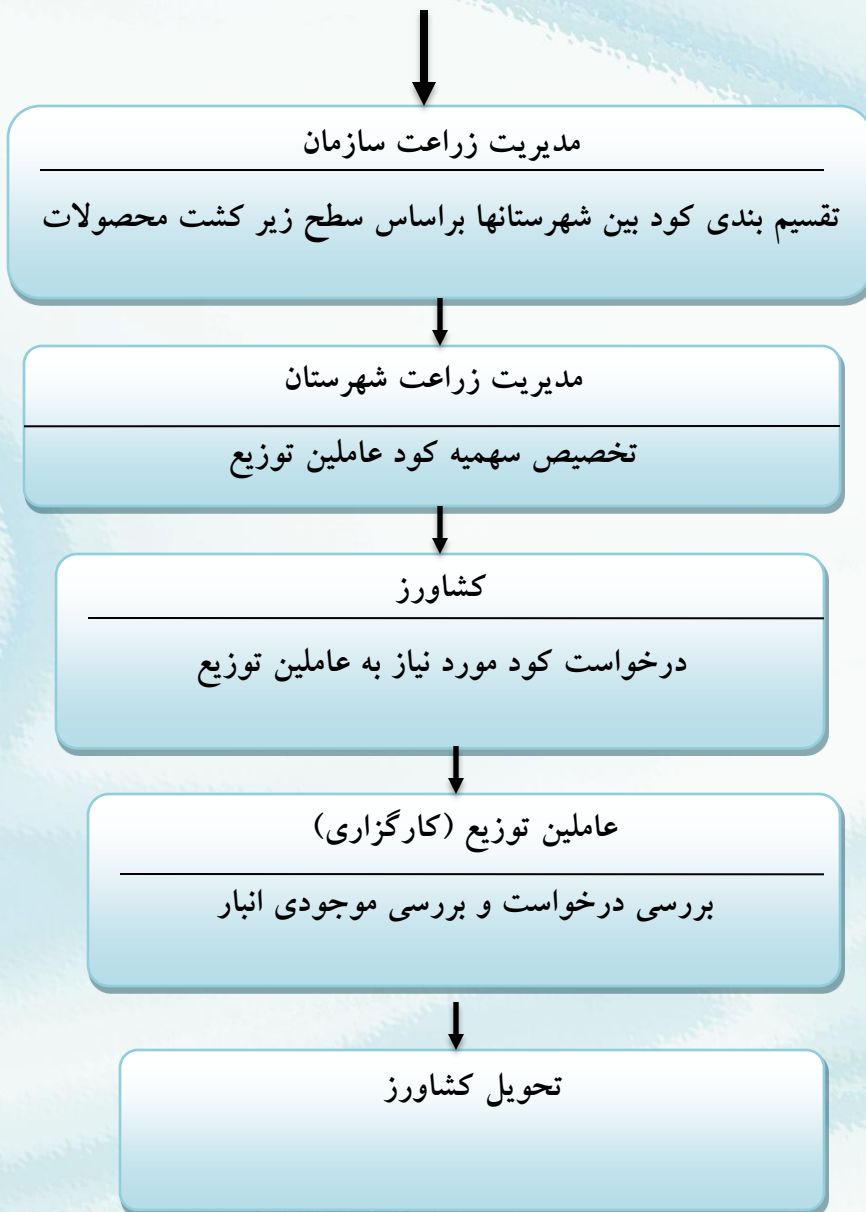 مدیریت زراعت سازمان
تقسیم بندی کود بین شهرستانها براساس سطح زیر کشت محصولات
مدیریت زراعت شهرستان
تخصیص سهمیه کود عاملین توزیع
کشاورز
درخواست کود مورد نیاز به عاملین توزیع
عاملین توزیع (کارگزاری)
بررسی درخواست و بررسی موجودی انبار
تحویل کشاورز